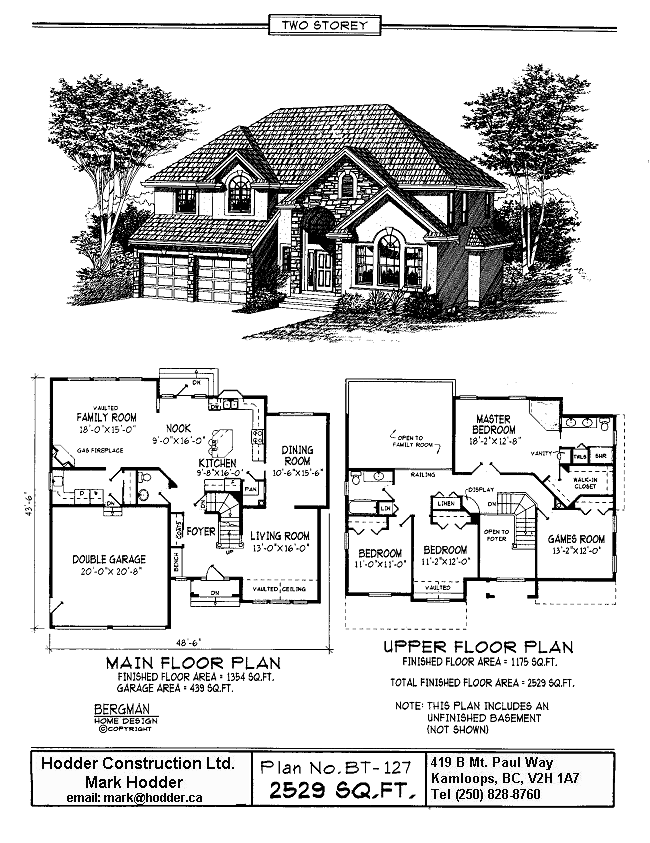 TWO STOREY
VAULTED
FAMILY ROOM
18'-0"X15'-0"
GAS FIREPLACE
NOOK
9'-0"X16'-0"
KITCHEN
9'-8"X16'-0"
DN
DW
PAN
DINING
ROOM
10'-6"X15'-6"
D
DN
COATS
FOYER
UP
BENCH
LIVING ROOM
13'-0"X16'-0"
VAULTED CEILING
DN
DOUBLE GARAGE
20'-0"X20'-8"
43'-6"
48'-6"
MAIN FLOOR PLAN
FINISHED FLOOR AREA = 1354 SQ.FT.
GARAGE AREA = 439 SQ.FT.
BERGMAN
HOME DESIGN
©COPYRIGHT
OPEN TO
FAMILY ROOM
RAILING
MASTER
BEDROOM
18'-2"X12'-8"
VANITY
TWLS
SHR
WALK-IN
CLOSET
DISPLAY
LIN
LINEN
DN
OPEN TO
FOYER
BEDROOM
11'-0"X11'-0"
BEDROOM
11'-2"X12'-0"
VAULTED
GAMES ROOM
13'-2"X12'-0"
UPPER FLOOR PLAN
FINISHED FLOOR AREA = 1175 SQ.FT.
TOTAL FINISHED FLOOR AREA = 2529 SQ.FT.
NOTE: THIS PLAN INCLUDES AN
UNFINISHED BASEMENT
(NOT SHOWN)
Hodder Construction Ltd.
Mark Hodder
email: mark@hodder.ca
Plan No. BT-127
2529 SQ.FT.
419 B Mt. Paul Way
Kamloops, BC, V2H 1A7
Tel (250) 828-8760